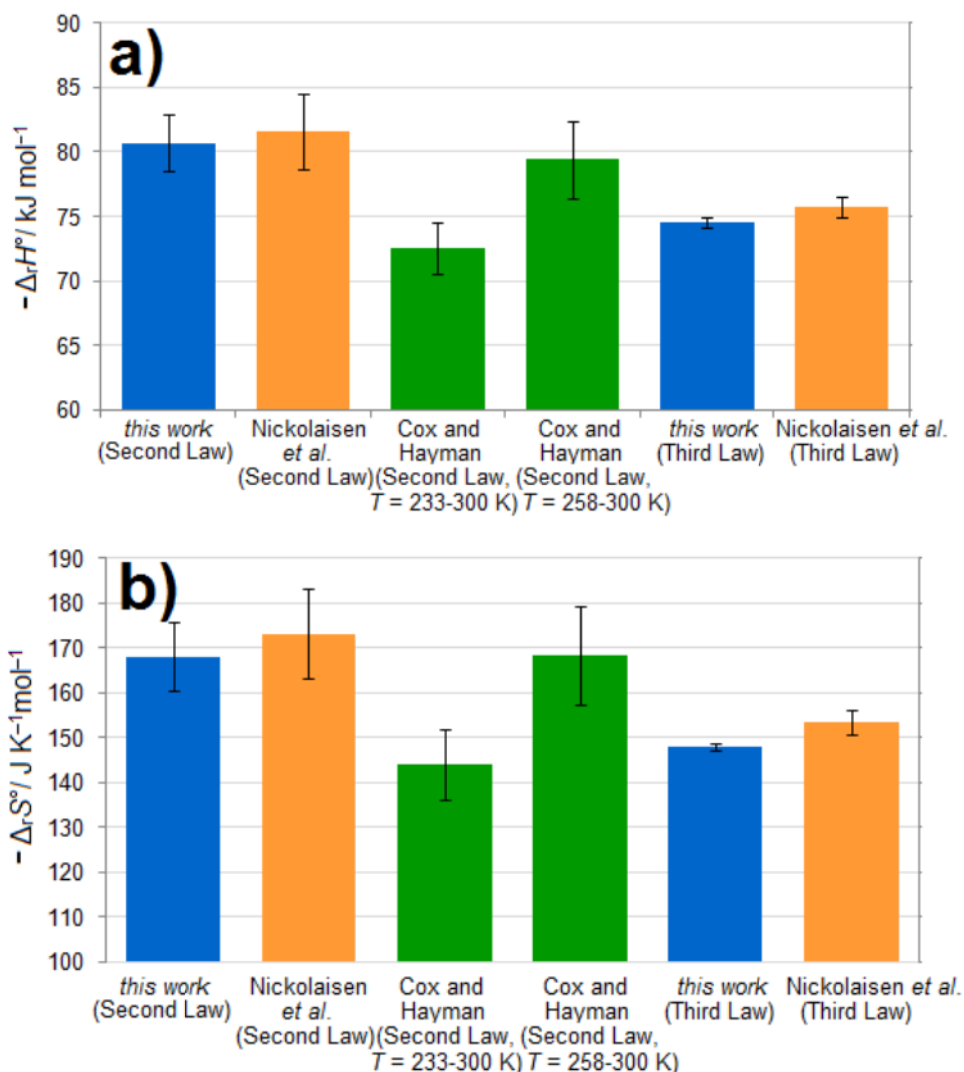 a)
− ΔrH°/ kJ mol⁻¹
90
85
80
75
70
65
60
this work
(Second Law)
Nickolaisen
et al.
(Second Law)
Cox and
Hayman
(Second Law,
T = 233-300 K)
Cox and
Hayman
(Second Law,
T = 258-300 K)
this work
(Third Law)
Nickolaisen et al.
(Third Law)
b)
− ΔrS°/ J K⁻¹mol⁻¹
190
180
170
160
150
140
130
120
110
100
this work
(Second Law)
Nickolaisen
et al.
(Second Law)
Cox and
Hayman
(Second Law,
T = 233-300 K)
Cox and
Hayman
(Second Law,
T = 258-300 K)
this work
(Third Law)
Nickolaisen et al.
(Third Law)